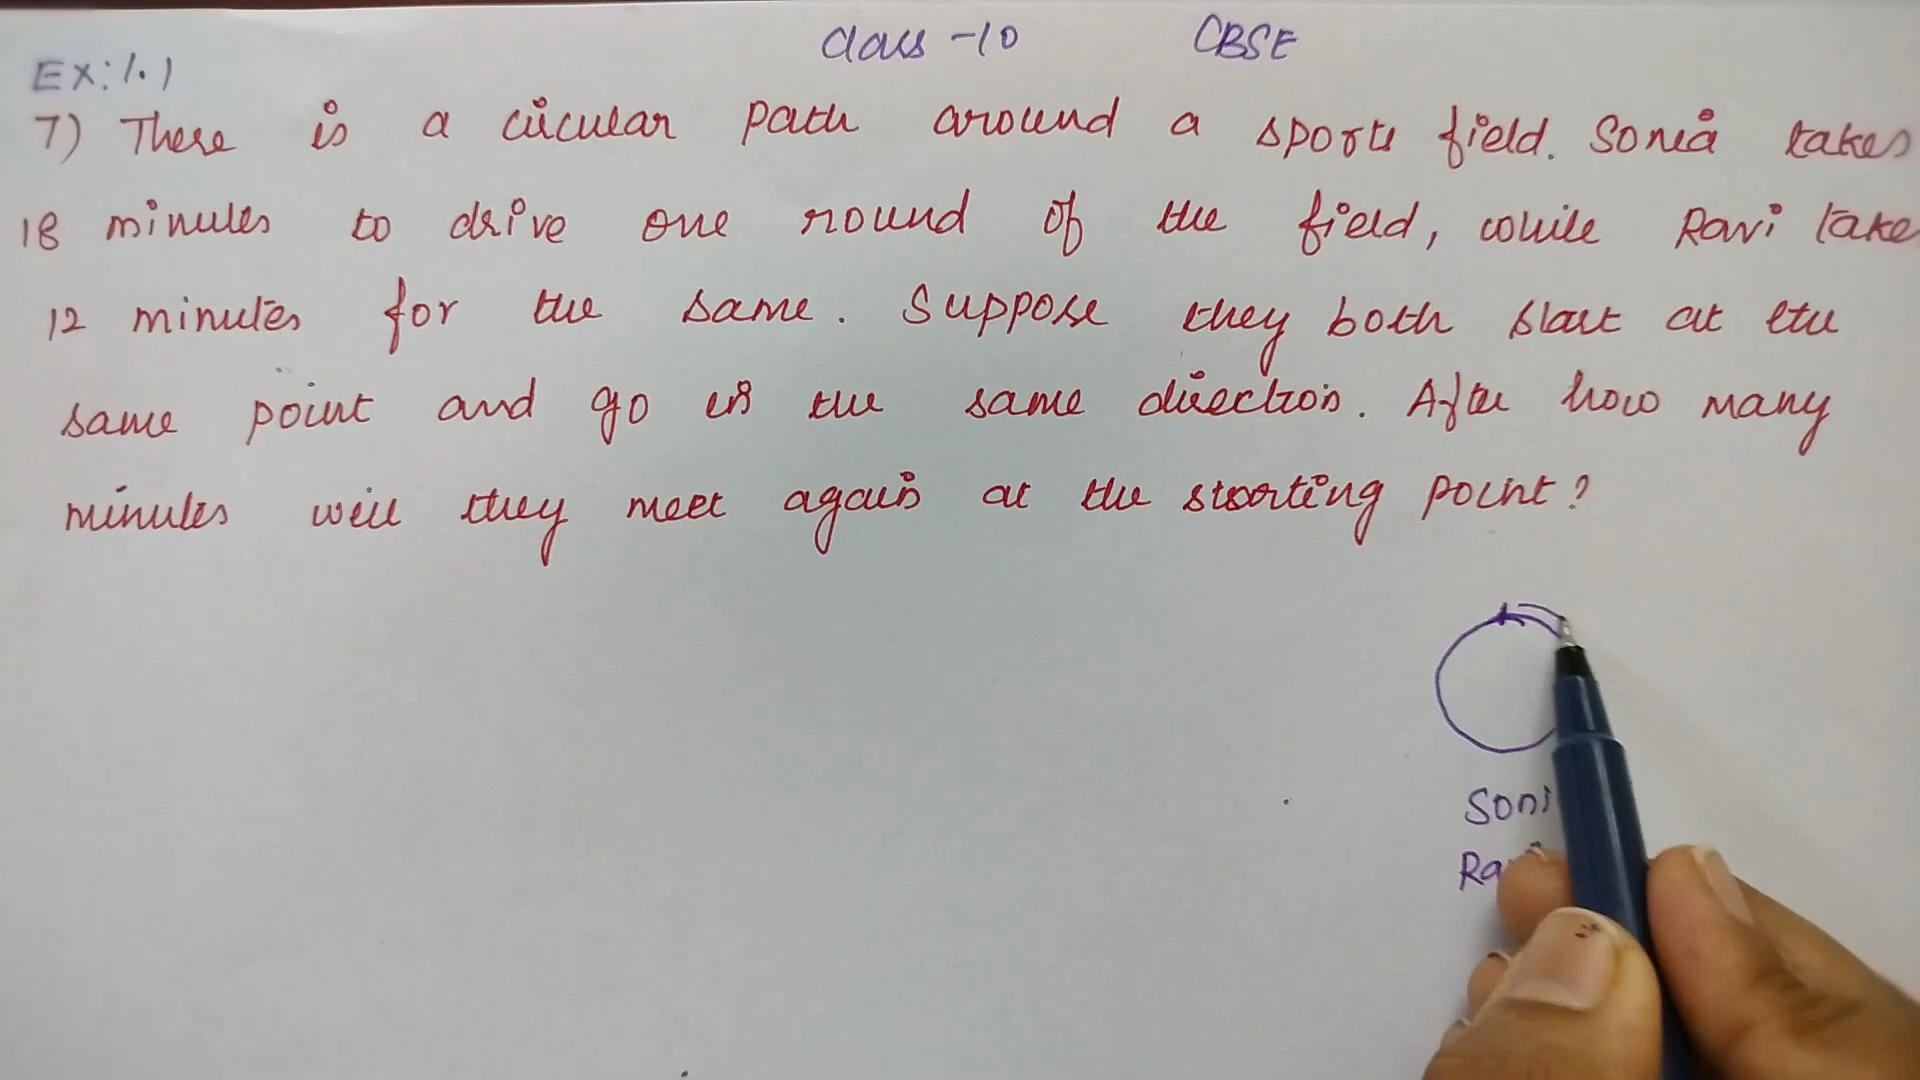 Class -10 CBSE
Ex: 1.1
7) There is a circular path around a sports field. Sonia takes
18 minutes to drive one round of the field, while Ravi take
12 minutes for the same. Suppose they both start at the
same point and go in the same direction. After how many
minutes will they meet again at the starting point?
Soni
Ra